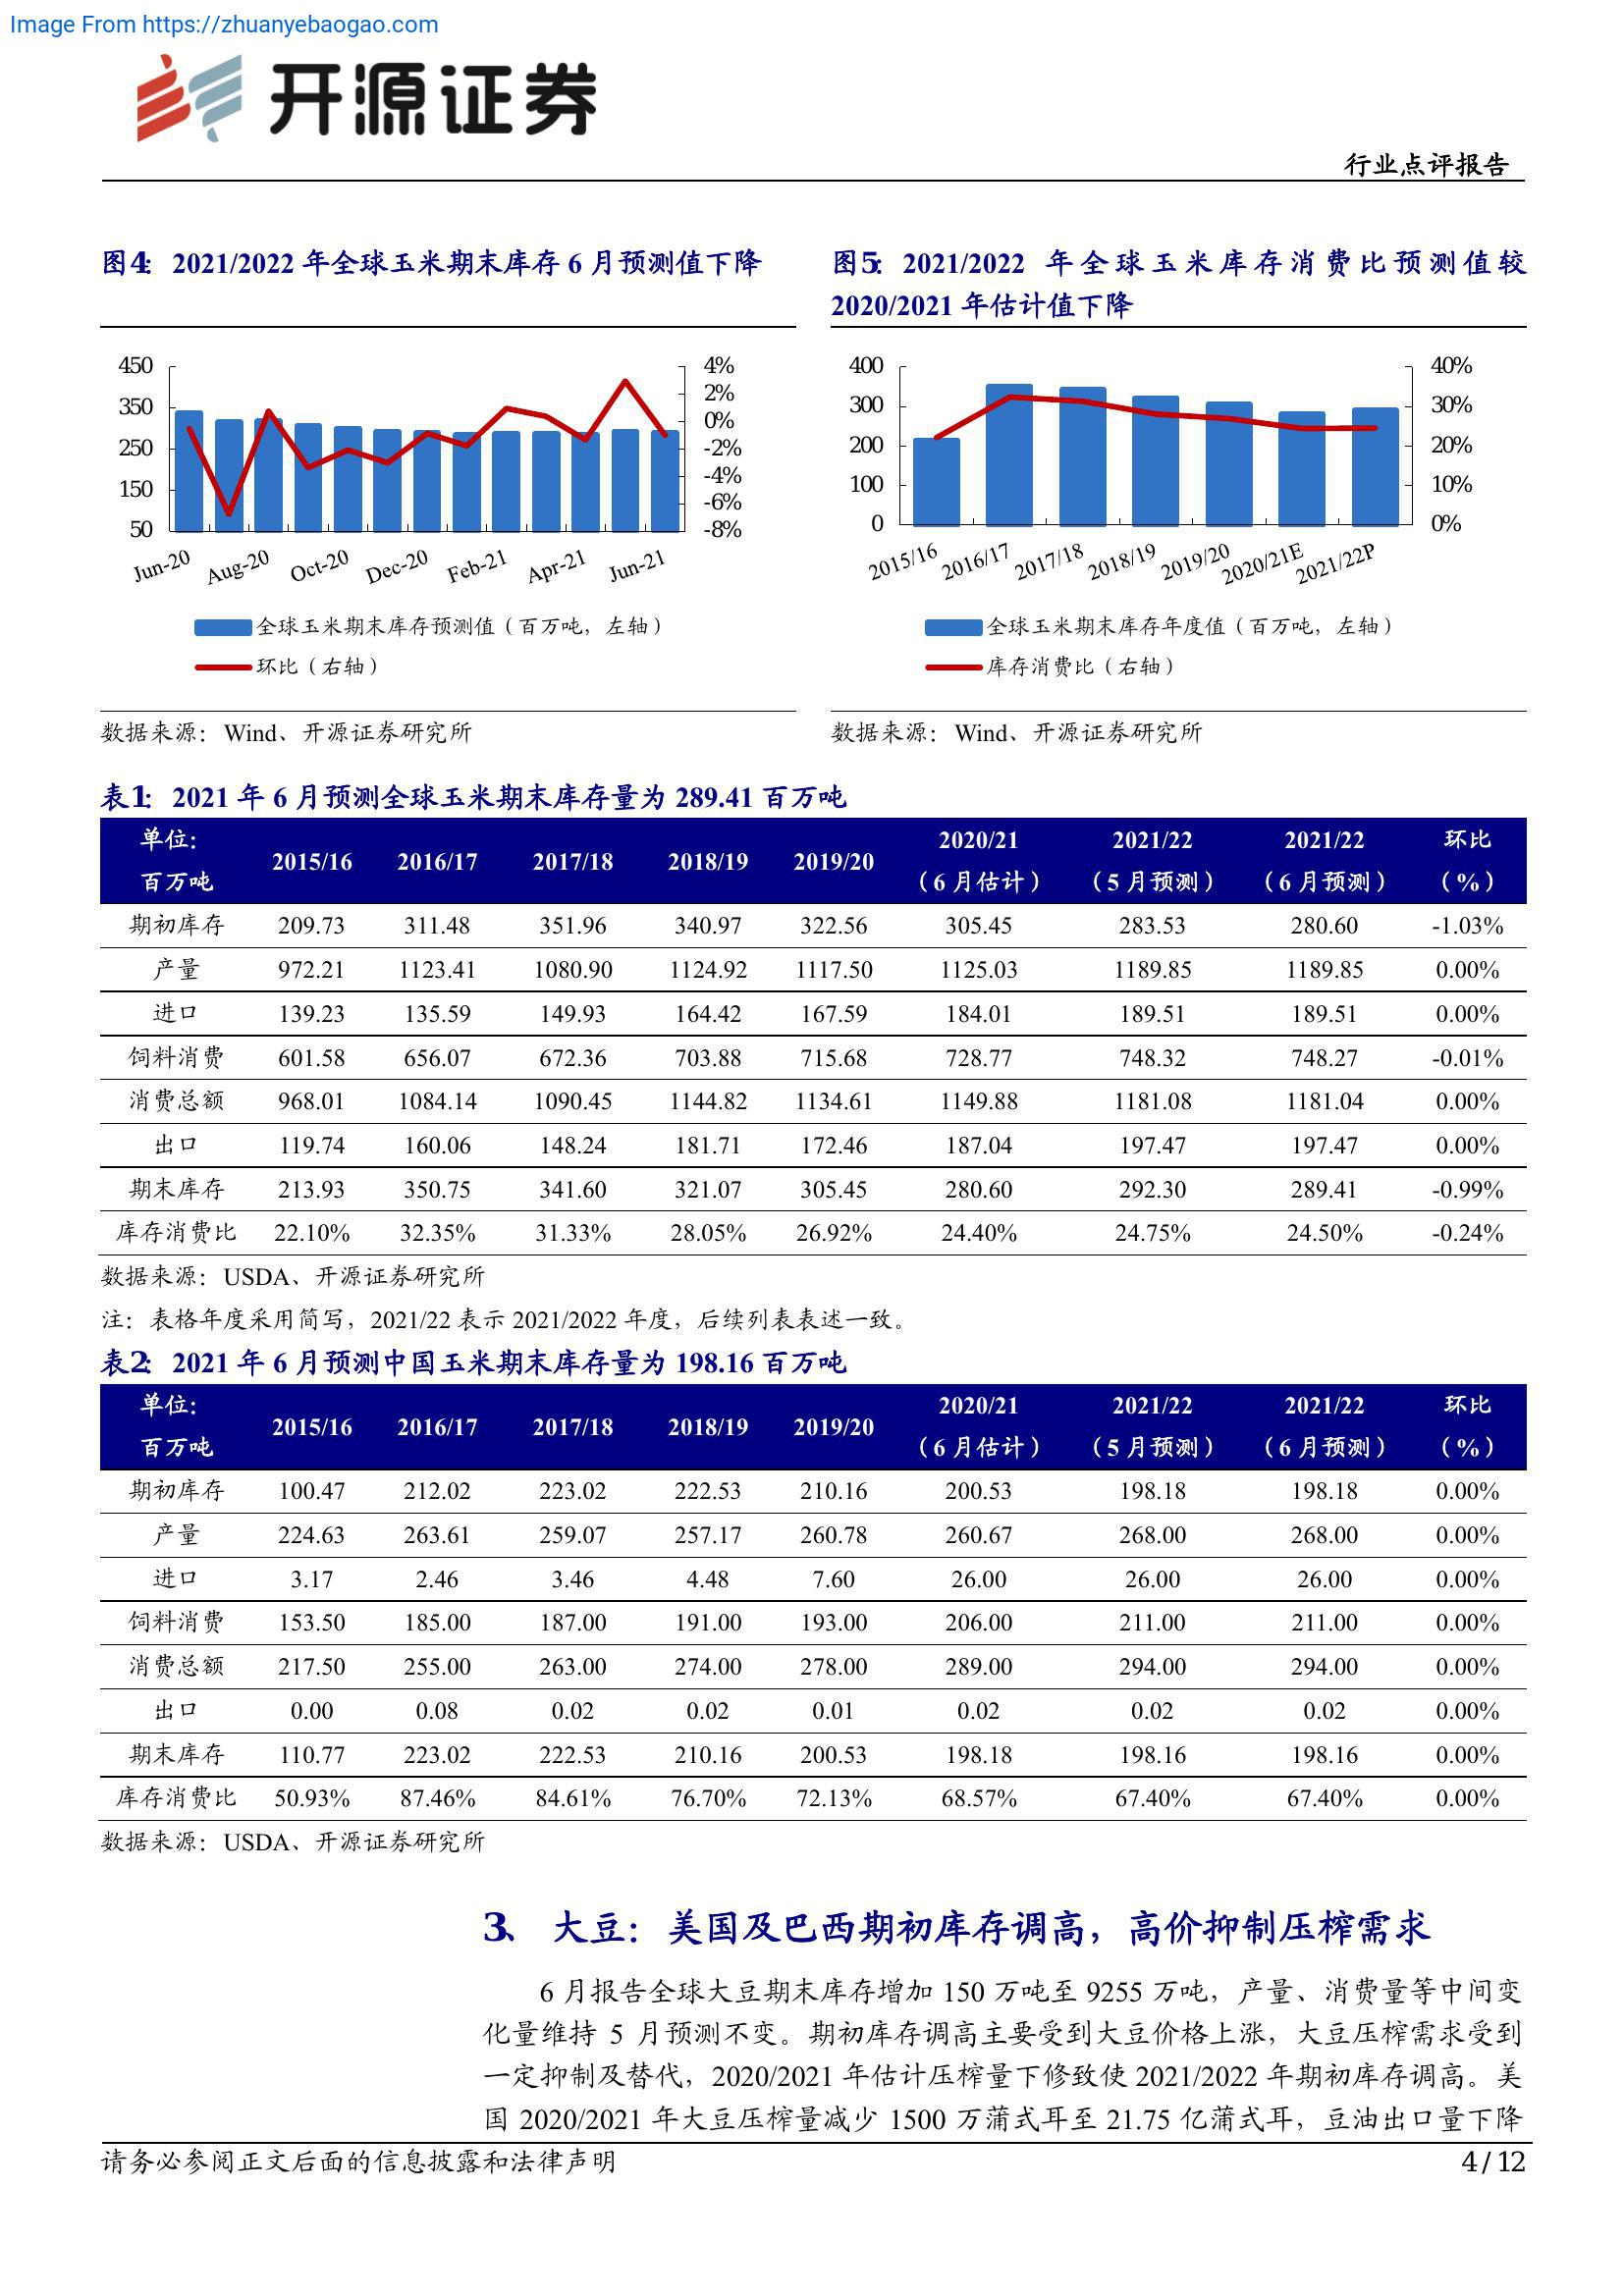 Image From https://zhuanyebaogao.com
开源证券
行业点评报告
图4： 2021/2022 年全球玉米期末库存 6 月预测值下降
450
350
250
150
50
4%
2%
0%
-2%
-4%
-6%
-8%
Jun-20 Aug-20 Oct-20 Dec-20 Feb-21 Apr-21 Jun-21
全球玉米期末库存预测值（百万吨，左轴）
环比（右轴）
数据来源：Wind、开源证券研究所
图5： 2021/2022 年全球玉米库存消费比预测值较
2020/2021 年估计值下降
400
300
200
100
0
40%
30%
20%
10%
0%
2015/16 2016/17 2017/18 2018/19 2019/20 2020/21E 2021/22P
全球玉米期末库存年度值（百万吨，左轴）
库存消费比（右轴）
数据来源：Wind、开源证券研究所
表1： 2021 年 6 月预测全球玉米期末库存量为 289.41 百万吨
单位：百万吨 2015/16 2016/17 2017/18 2018/19 2019/20 2020/21（6 月估计） 2021/22（5 月预测） 2021/22（6 月预测） 环比（%）
期初库存 209.73 311.48 351.96 340.97 322.56 305.45 283.53 280.60 -1.03%
产量 972.21 1123.41 1080.90 1124.92 1117.50 1125.03 1189.85 1189.85 0.00%
进口 139.23 135.59 149.93 164.42 167.59 184.01 189.51 189.51 0.00%
饲料消费 601.58 656.07 672.36 703.88 715.68 728.77 748.32 748.27 -0.01%
消费总额 968.01 1084.14 1090.45 1144.82 1134.61 1149.88 1181.08 1181.04 0.00%
出口 119.74 160.06 148.24 181.71 172.46 187.04 197.47 197.47 0.00%
期末库存 213.93 350.75 341.60 321.07 305.45 280.60 292.30 289.41 -0.99%
库存消费比 22.10% 32.35% 31.33% 28.05% 26.92% 24.40% 24.75% 24.50% -0.24%
数据来源：USDA、开源证券研究所
注：表格年度采用简写，2021/22 表示 2021/2022 年度，后续列表表述一致。
表2： 2021 年 6 月预测中国玉米期末库存量为 198.16 百万吨
单位：百万吨 2015/16 2016/17 2017/18 2018/19 2019/20 2020/21（6 月估计） 2021/22（5 月预测） 2021/22（6 月预测） 环比（%）
期初库存 100.47 212.02 223.02 222.53 210.16 200.53 198.18 198.18 0.00%
产量 224.63 263.61 259.07 257.17 260.78 260.67 268.00 268.00 0.00%
进口 3.17 2.46 3.46 4.48 7.60 26.00 26.00 26.00 0.00%
饲料消费 153.50 185.00 187.00 191.00 193.00 206.00 211.00 211.00 0.00%
消费总额 217.50 255.00 263.00 274.00 278.00 289.00 294.00 294.00 0.00%
出口 0.00 0.08 0.02 0.02 0.01 0.02 0.02 0.02 0.00%
期末库存 110.77 223.02 222.53 210.16 200.53 198.18 198.16 198.16 0.00%
库存消费比 50.93% 87.46% 84.61% 76.70% 72.13% 68.57% 67.40% 67.40% 0.00%
数据来源：USDA、开源证券研究所
3、 大豆：美国及巴西期初库存调高，高价抑制压榨需求
6 月报告全球大豆期末库存增加 150 万吨至 9255 万吨，产量、消费量等中间变
化量维持 5 月预测不变。期初库存调高主要受到大豆价格上涨，大豆压榨需求受到
一定抑制及替代，2020/2021 年估计压榨量下修致使 2021/2022 年期初库存调高。美
国 2020/2021 年大豆压榨量减少 1500 万蒲式耳至 21.75 亿蒲式耳，豆油出口量下降
请务必参阅正文后面的信息披露和法律声明
4 / 12